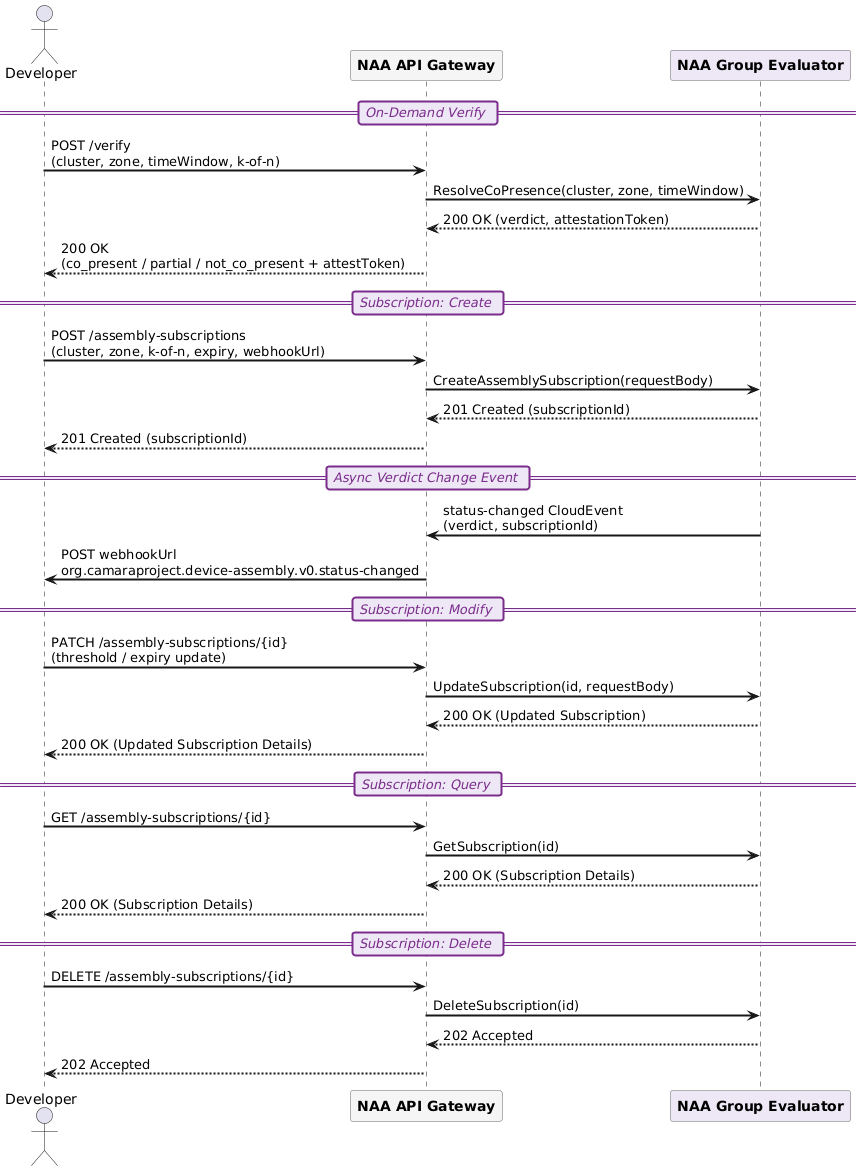 Developer
NAA API Gateway
NAA Group Evaluator
On-Demand Verify
POST /verify
(cluster, zone, timeWindow, k-of-n)
ResolveCoPresence(cluster, zone, timeWindow)
200 OK (verdict, attestationToken)
200 OK
(co_present / partial / not_co_present + attestToken)
Subscription: Create
POST /assembly-subscriptions
(cluster, zone, k-of-n, expiry, webhookUrl)
CreateAssemblySubscription(requestBody)
201 Created (subscriptionId)
201 Created (subscriptionId)
Async Verdict Change Event
status-changed CloudEvent
(verdict, subscriptionId)
POST webhookUrl
org.camaraproject.device-assembly.v0.status-changed
Subscription: Modify
PATCH /assembly-subscriptions/{id}
(threshold / expiry update)
UpdateSubscription(id, requestBody)
200 OK (Updated Subscription)
200 OK (Updated Subscription Details)
Subscription: Query
GET /assembly-subscriptions/{id}
GetSubscription(id)
200 OK (Subscription Details)
200 OK (Subscription Details)
Subscription: Delete
DELETE /assembly-subscriptions/{id}
DeleteSubscription(id)
202 Accepted
202 Accepted
Developer
NAA API Gateway
NAA Group Evaluator